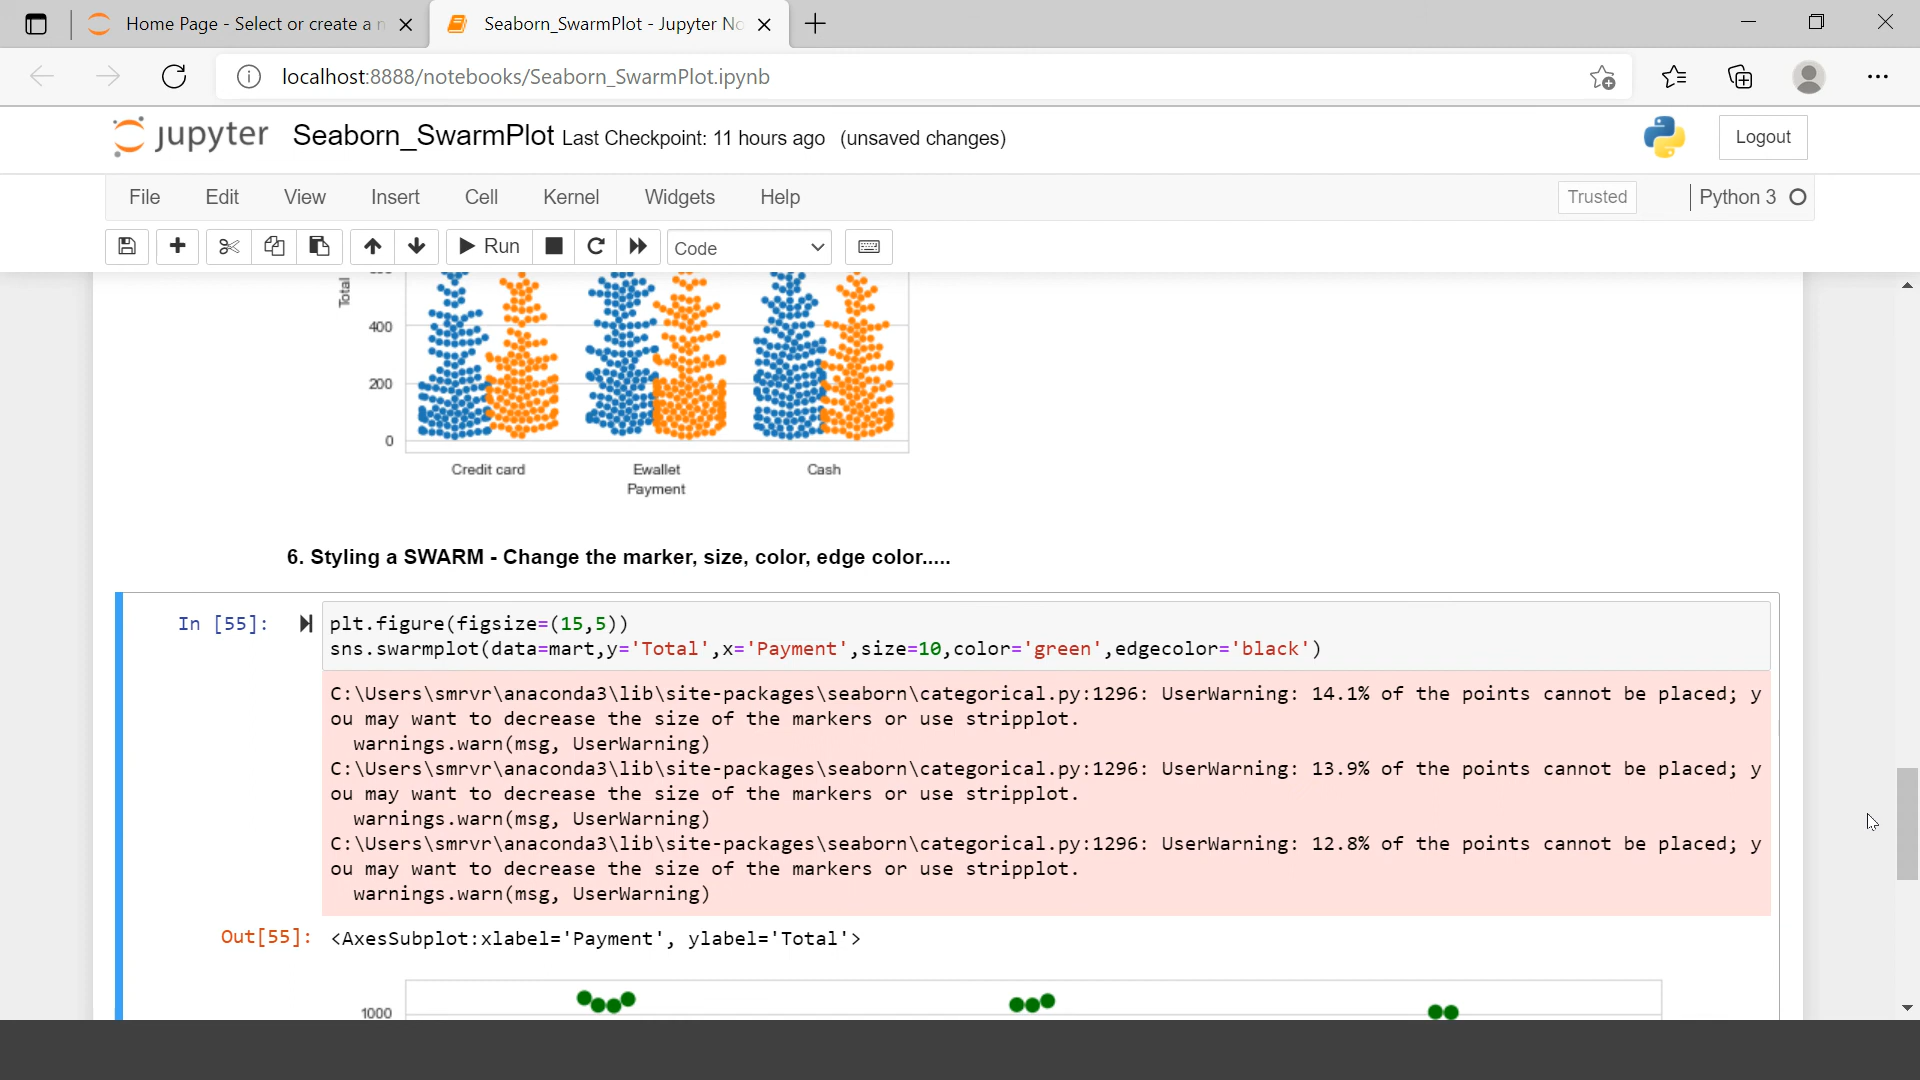 Home Page - Select or create a n
Seaborn_SwarmPlot - Jupyter No
localhost:8888/notebooks/Seaborn_SwarmPlot.ipynb
jupyter Seaborn_SwarmPlot Last Checkpoint: 11 hours ago (unsaved changes)
Logout
File Edit View Insert Cell Kernel Widgets Help
Trusted Python 3
Run Code
Total
400
200
0
Credit card Ewallet Cash
Payment
6. Styling a SWARM - Change the marker, size, color, edge color.....
In [55]: plt.figure(figsize=(15,5))
sns.swarmplot(data=mart,y='Total',x='Payment',size=10,color='green',edgecolor='black')
C:\Users\smrvr\anaconda3\lib\site-packages\seaborn\categorical.py:1296: UserWarning: 14.1% of the points cannot be placed; y
ou may want to decrease the size of the markers or use stripplot.
warnings.warn(msg, UserWarning)
C:\Users\smrvr\anaconda3\lib\site-packages\seaborn\categorical.py:1296: UserWarning: 13.9% of the points cannot be placed; y
ou may want to decrease the size of the markers or use stripplot.
warnings.warn(msg, UserWarning)
C:\Users\smrvr\anaconda3\lib\site-packages\seaborn\categorical.py:1296: UserWarning: 12.8% of the points cannot be placed; y
ou may want to decrease the size of the markers or use stripplot.
warnings.warn(msg, UserWarning)
Out[55]: <AxesSubplot:xlabel='Payment', ylabel='Total'>
1000